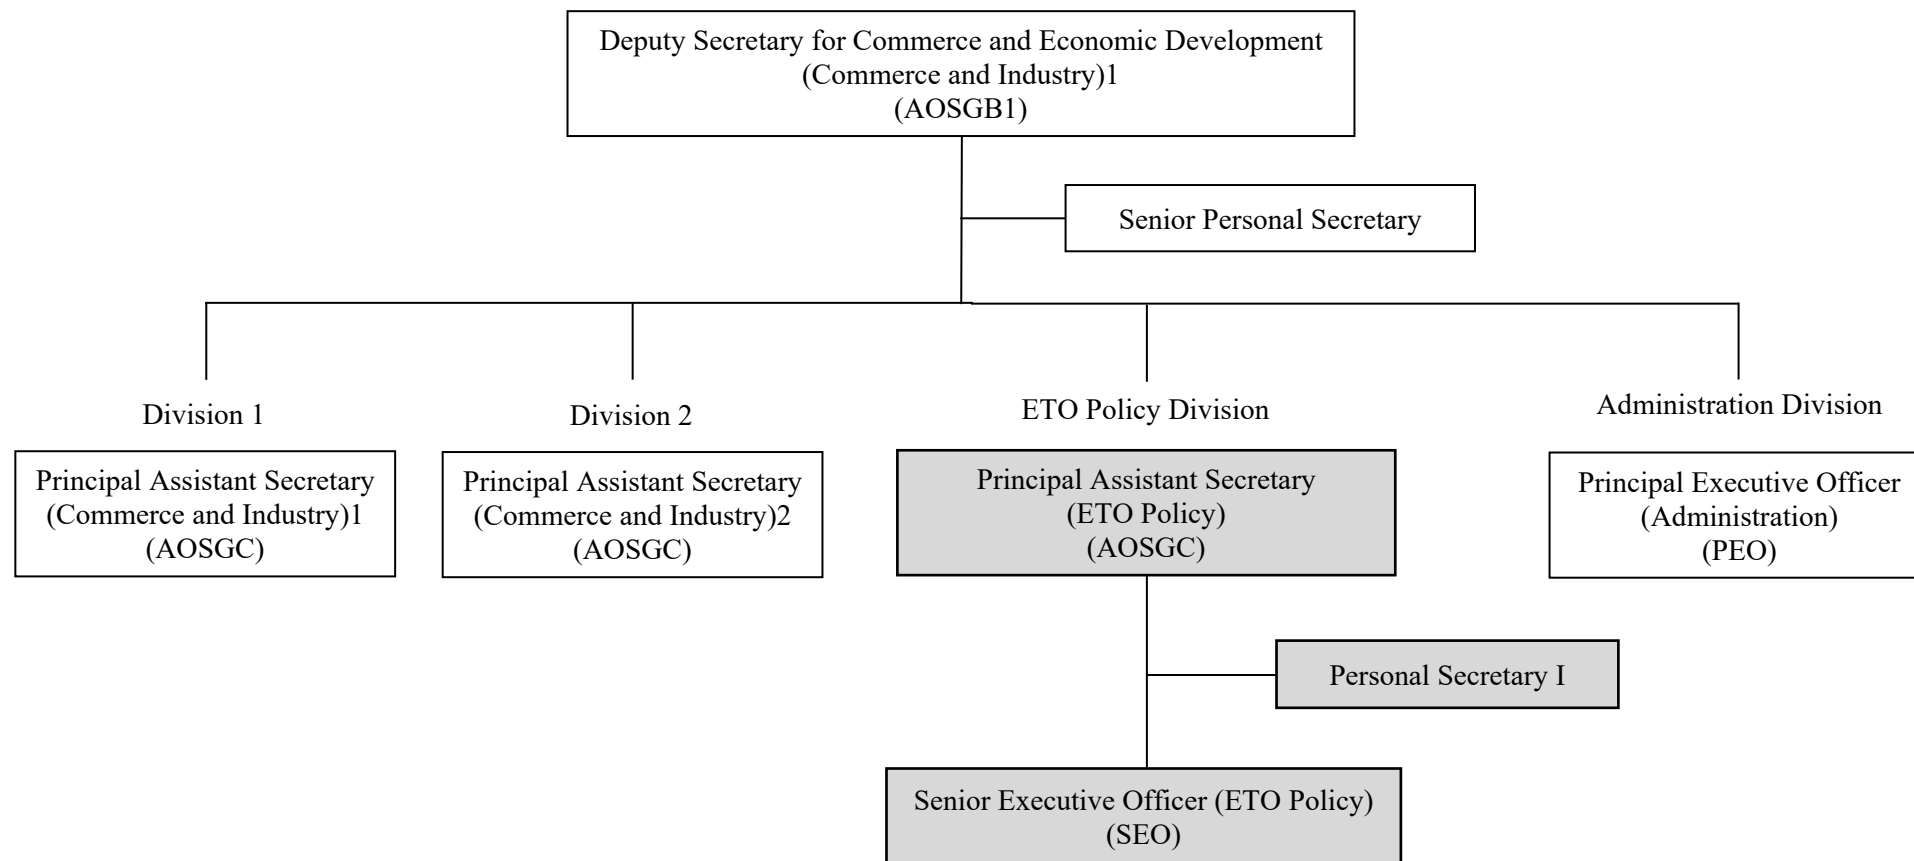 Deputy Secretary for Commerce and Economic Development
(Commerce and Industry)1
(AOSGB1)
Senior Personal Secretary
Division 1
Principal Assistant Secretary
(Commerce and Industry)1
(AOSGC)
Division 2
Principal Assistant Secretary
(Commerce and Industry)2
(AOSGC)
ETO Policy Division
Principal Assistant Secretary
(ETO Policy)
(AOSGC)
Administration Division
Principal Executive Officer
(Administration)
(PEO)
Personal Secretary I
Senior Executive Officer (ETO Policy)
(SEO)